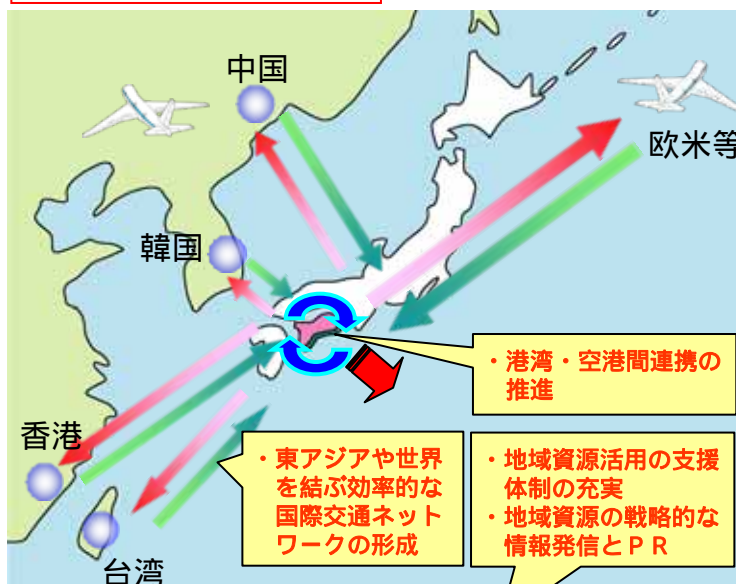 中国
欧米等
韓国
・港湾・空港間連携の
推進
香港
・東アジアや世界
を結ぶ効率的な
国際交通ネット
ワークの形成
・地域資源活用の支援
体制の充実
・地域資源の戦略的な
情報発信とＰＲ
台湾